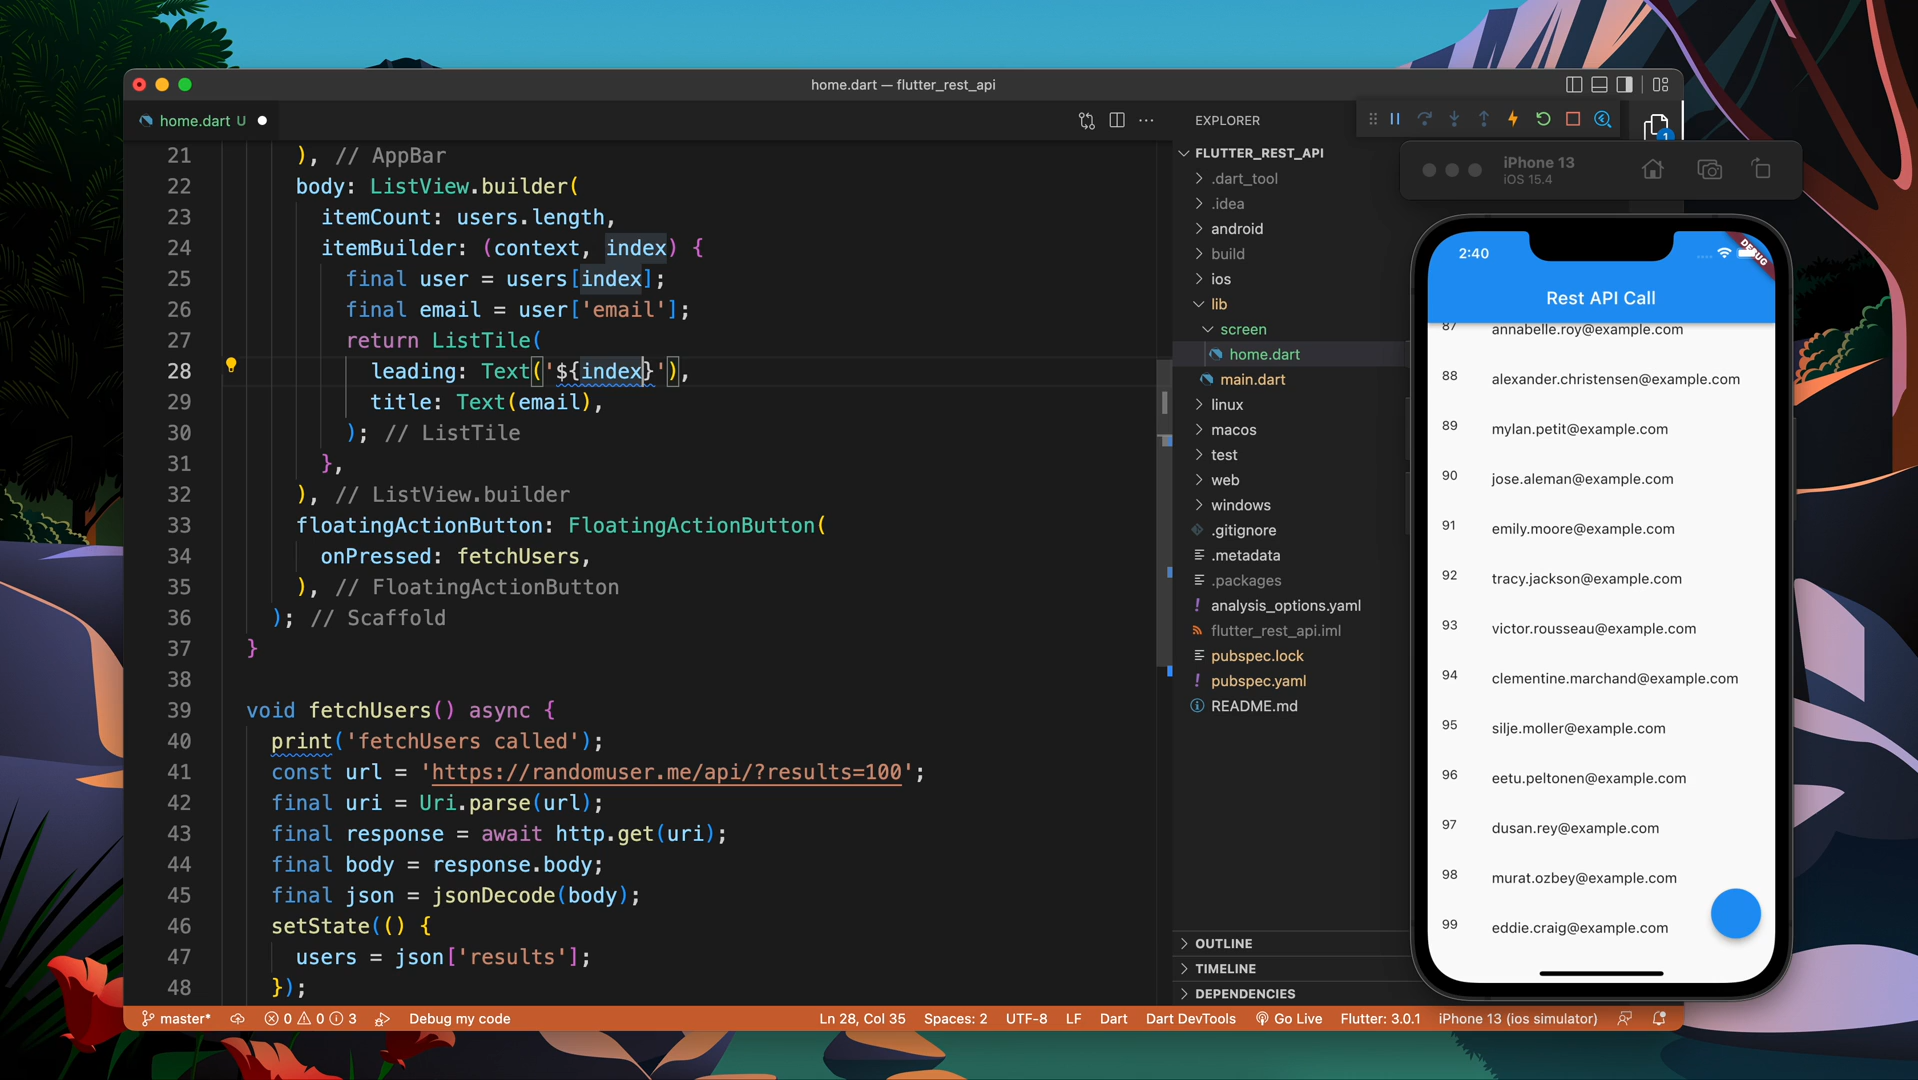 home.dart — flutter_rest_api
home.dart U
21 ), // AppBar
22 body: ListView.builder(
23 itemCount: users.length,
24 itemBuilder: (context, index) {
25 final user = users[index];
26 final email = user['email'];
27 return ListTile(
28 leading: Text('${index}'),
29 title: Text(email),
30 ); // ListTile
31 },
32 ), // ListView.builder
33 floatingActionButton: FloatingActionButton(
34 onPressed: fetchUsers,
35 ), // FloatingActionButton
36 ); // Scaffold
37 }
38
39 void fetchUsers() async {
40 print('fetchUsers called');
41 const url = 'https://randomuser.me/api/?results=100';
42 final uri = Uri.parse(url);
43 final response = await http.get(uri);
44 final body = response.body;
45 final json = jsonDecode(body);
46 setState(() {
47 users = json['results'];
48 });
EXPLORER
1
FLUTTER_REST_API
.dart_tool
.idea
android
build
ios
lib
screen
home.dart
main.dart
linux
macos
test
web
windows
.gitignore
.metadata
.packages
analysis_options.yaml
flutter_rest_api.iml
pubspec.lock
pubspec.yaml
README.md
OUTLINE
TIMELINE
DEPENDENCIES
iPhone 13
iOS 15.4
2:40
DEBUG
Rest API Call
87 annabelle.roy@example.com
88 alexander.christensen@example.com
89 mylan.petit@example.com
90 jose.aleman@example.com
91 emily.moore@example.com
92 tracy.jackson@example.com
93 victor.rousseau@example.com
94 clementine.marchand@example.com
95 silje.moller@example.com
96 eetu.peltonen@example.com
97 dusan.rey@example.com
98 murat.ozbey@example.com
99 eddie.craig@example.com
master* 0 0 3 Debug my code Ln 28, Col 35 Spaces: 2 UTF-8 LF Dart Dart DevTools Go Live Flutter: 3.0.1 iPhone 13 (ios simulator)